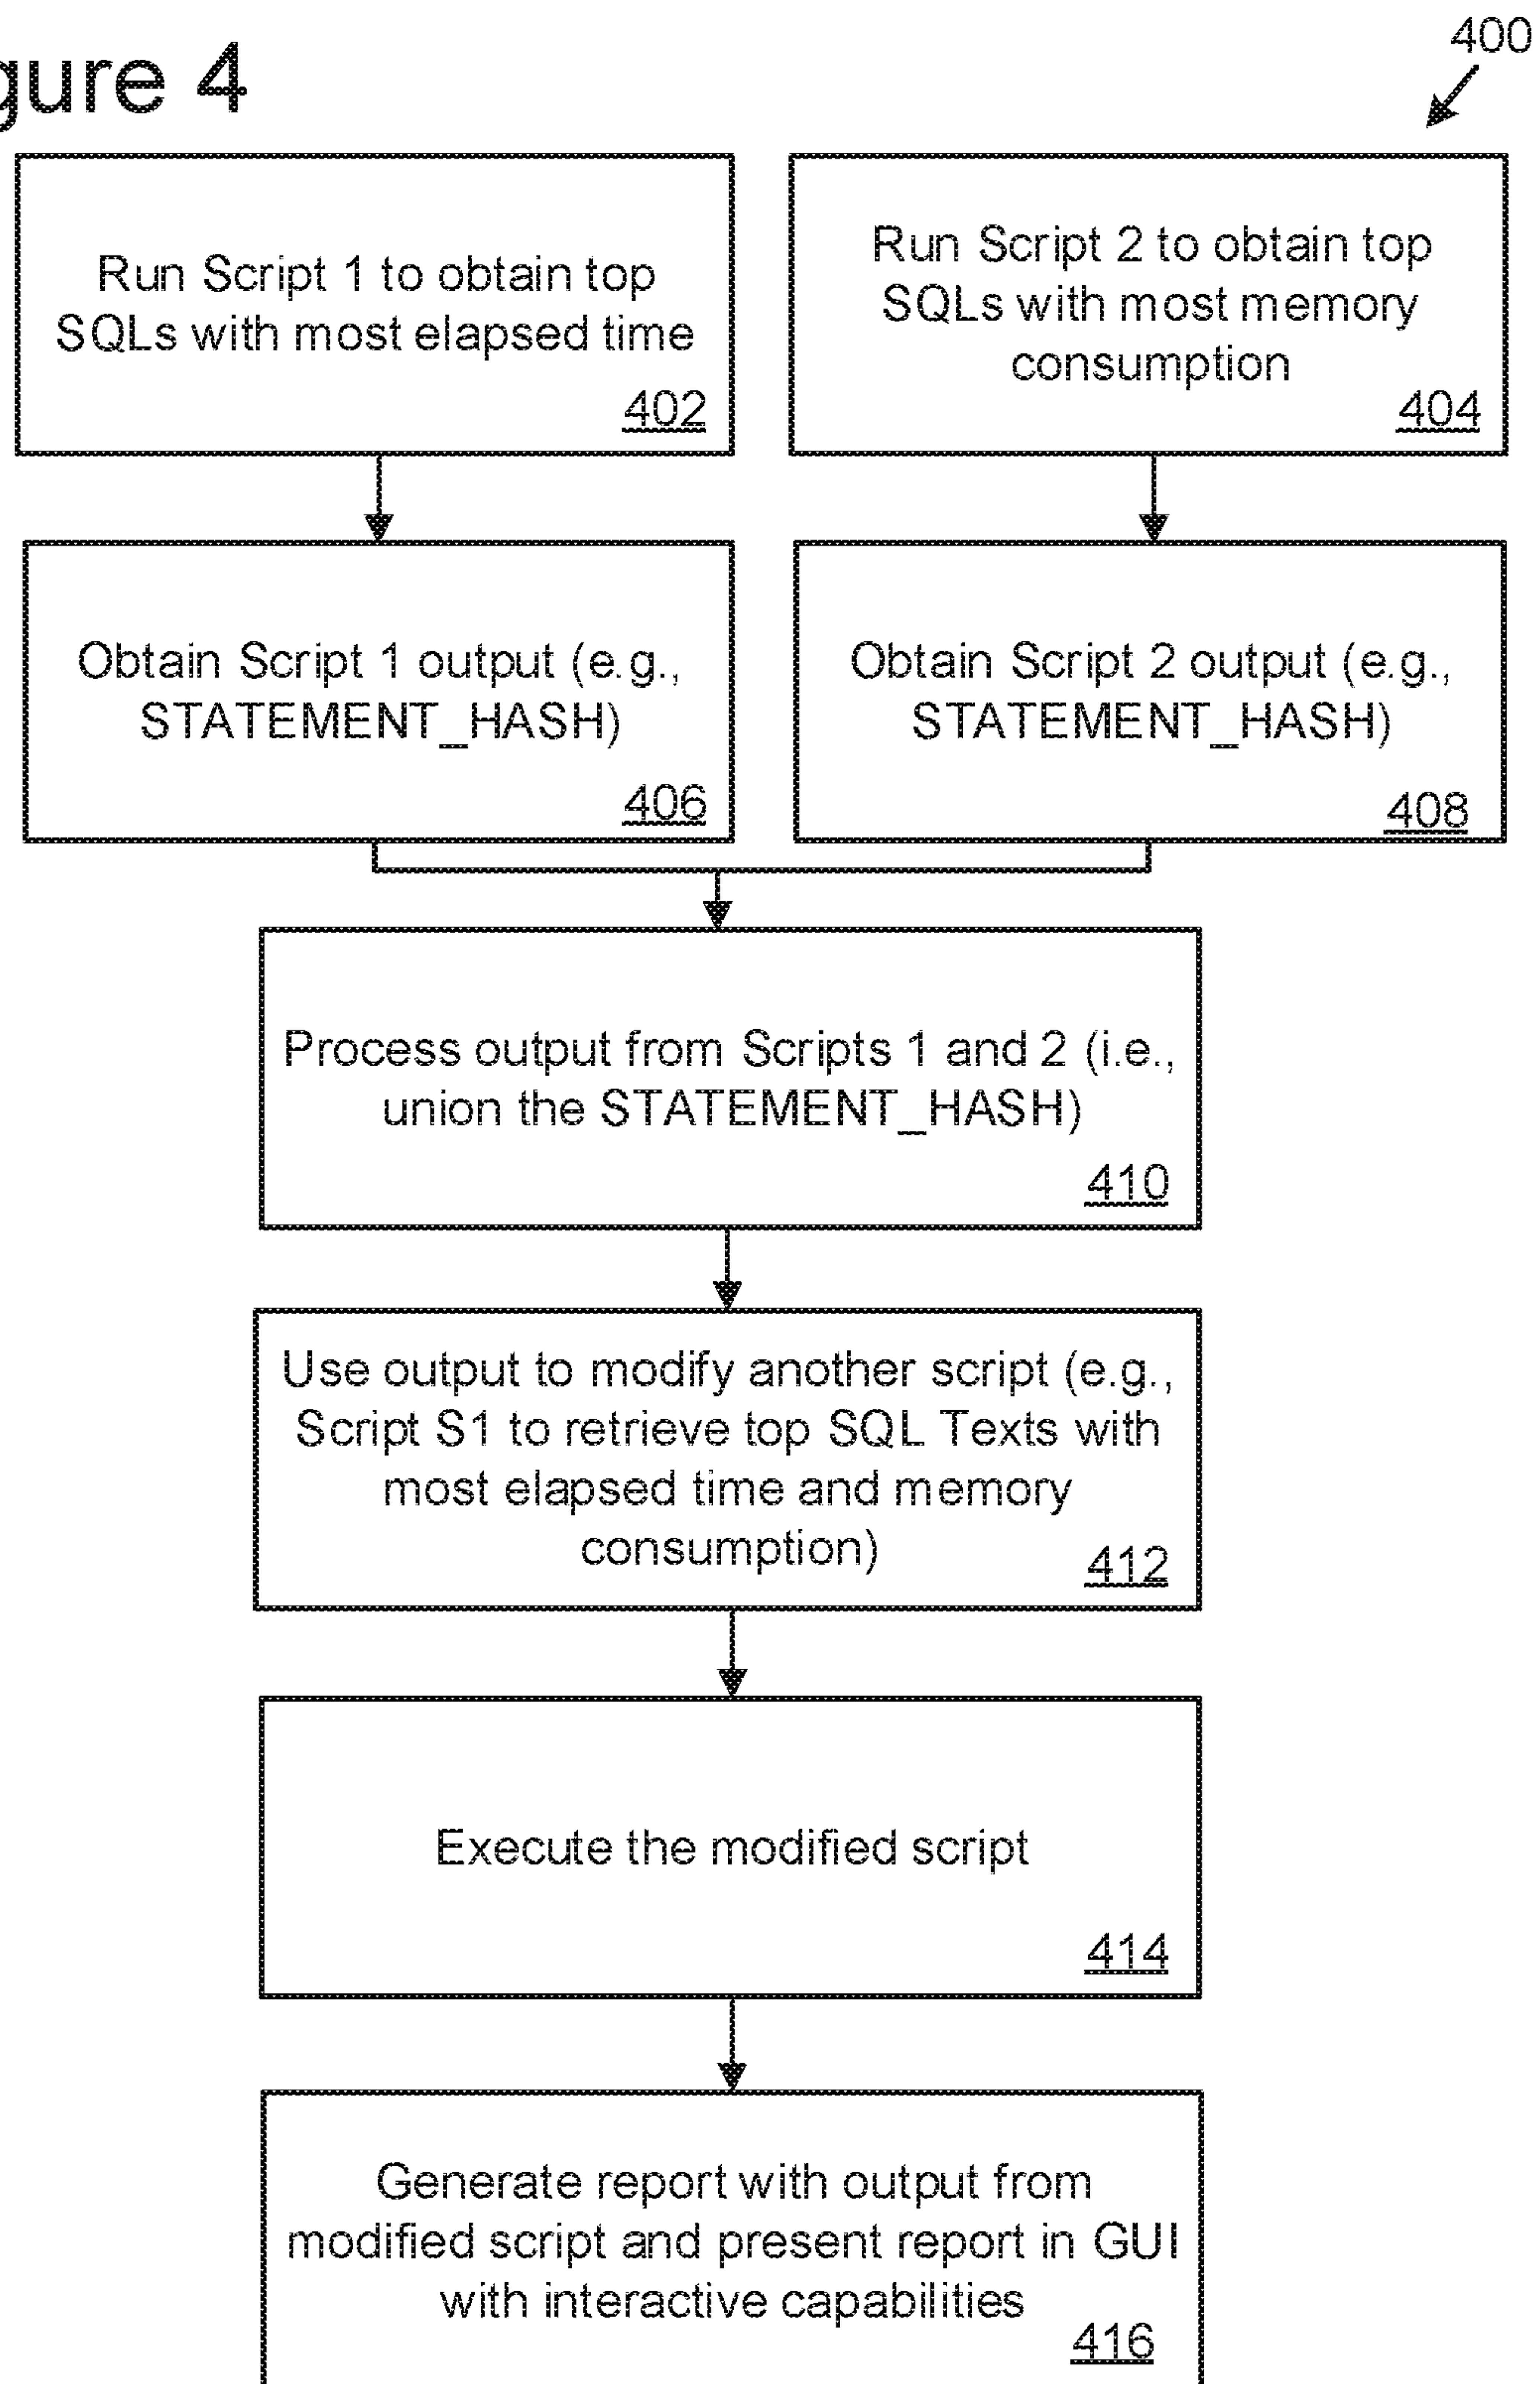 gure 4
400
Run Script 1 to obtain top
SQLs with most elapsed time
402
Run Script 2 to obtain top
SQLs with most memory
consumption
404
Obtain Script 1 output (e.g.,
STATEMENT_HASH)
406
Obtain Script 2 output (e.g.,
STATEMENT_HASH)
408
Process output from Scripts 1 and 2 (i.e.,
union the STATEMENT_HASH)
410
Use output to modify another script (e.g.,
Script S1 to retrieve top SQL Texts with
most elapsed time and memory
consumption)
412
Execute the modified script
414
Generate report with output from
modified script and present report in GUI
with interactive capabilities
416